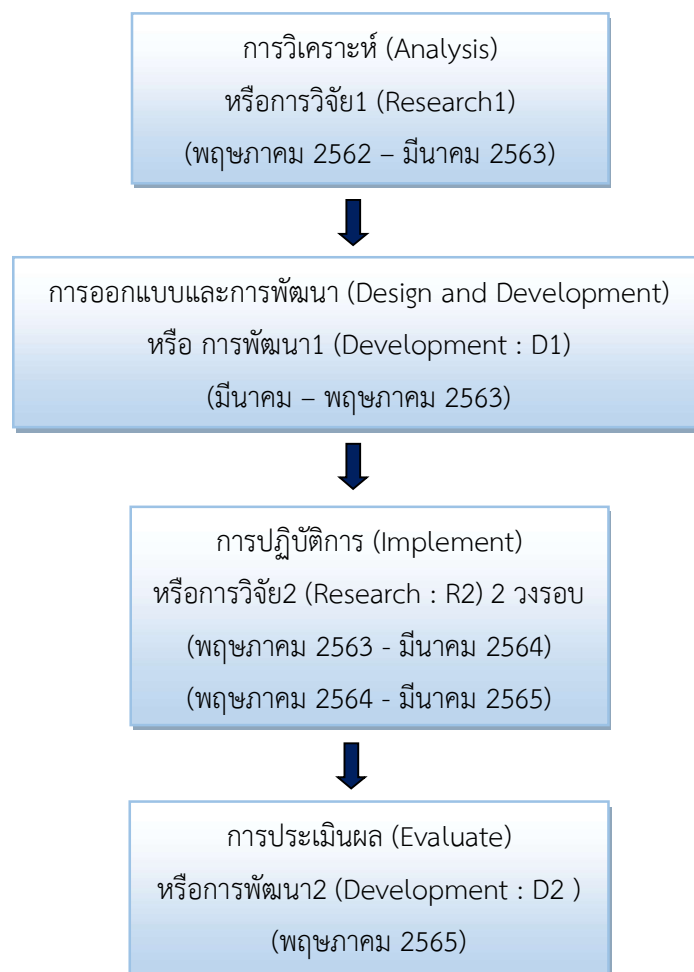 การวิเคราะห์ (Analysis)
หรือการวิจัย1 (Research1)
(พฤษภาคม 2562 – มีนาคม 2563)
การออกแบบและการพัฒนา (Design and Development)
หรือ การพัฒนา1 (Development : D1)
(มีนาคม – พฤษภาคม 2563)
การปฏิบัติการ (Implement)
หรือการวิจัย2 (Research : R2) 2 วงรอบ
(พฤษภาคม 2563 - มีนาคม 2564)
(พฤษภาคม 2564 - มีนาคม 2565)
การประเมินผล (Evaluate)
หรือการพัฒนา2 (Development : D2 )
(พฤษภาคม 2565)